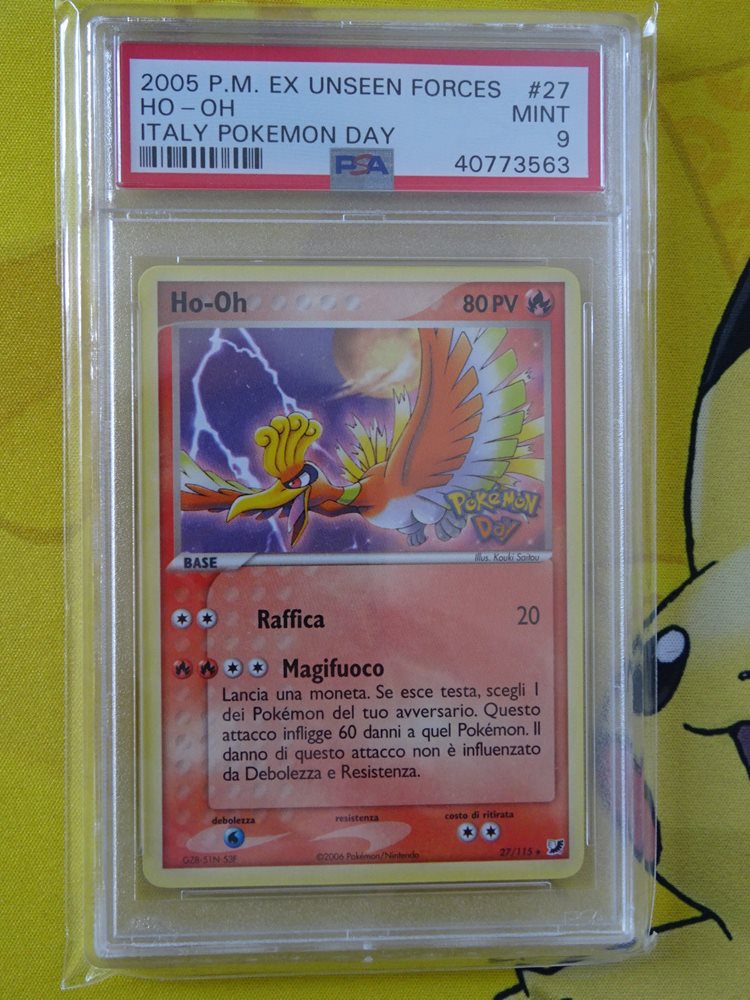 2005 P.M. EX UNSEEN FORCES #27
HO-OH MINT
ITALY POKEMON DAY 9
PSA 40773563
Ho-Oh 80 PV
POKéMON
Day
Illus. Kouki Saitou
BASE
Raffica 20
Magifuoco
Lancia una moneta. Se esce testa, scegli 1
dei Pokémon del tuo avversario. Questo
attacco infligge 60 danni a quel Pokémon. Il
danno di questo attacco non è influenzato
da Debolezza e Resistenza.
debolezza resistenza costo di ritirata
GZB-51N-53F ©2006 Pokémon/Nintendo 27/115